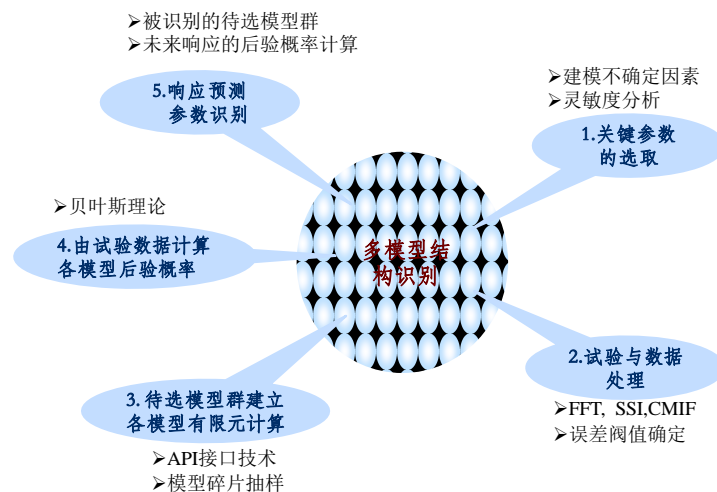 ➢被识别的待选模型群
➢未来响应的后验概率计算
5.响应预测
参数识别
➢建模不确定因素
➢灵敏度分析
1.关键参数
的选取
➢贝叶斯理论
4.由试验数据计算
各模型后验概率
多模型结
构识别
2.试验与数据
处理
➢FFT, SSI,CMIF
➢误差阀值确定
3. 待选模型群建立
各模型有限元计算
➢API接口技术
➢模型碎片抽样